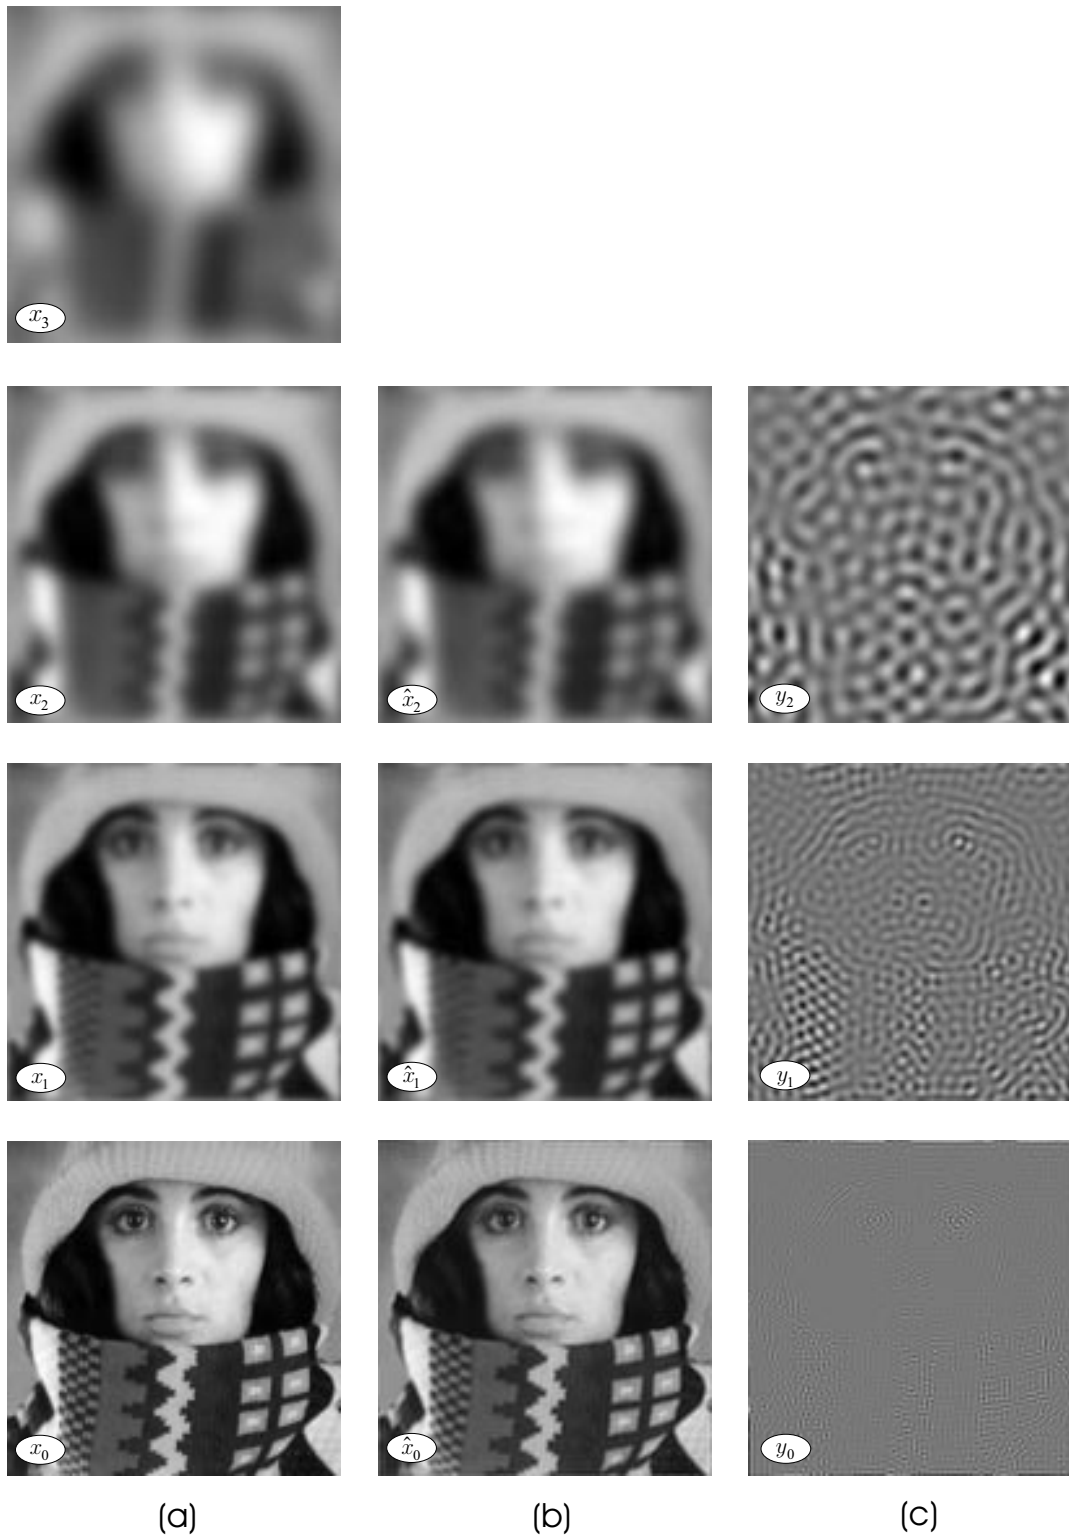 x₃
x₂ x̂₂ y₂
x₁ x̂₁ y₁
x₀ x̂₀ y₀
(a) (b) (c)